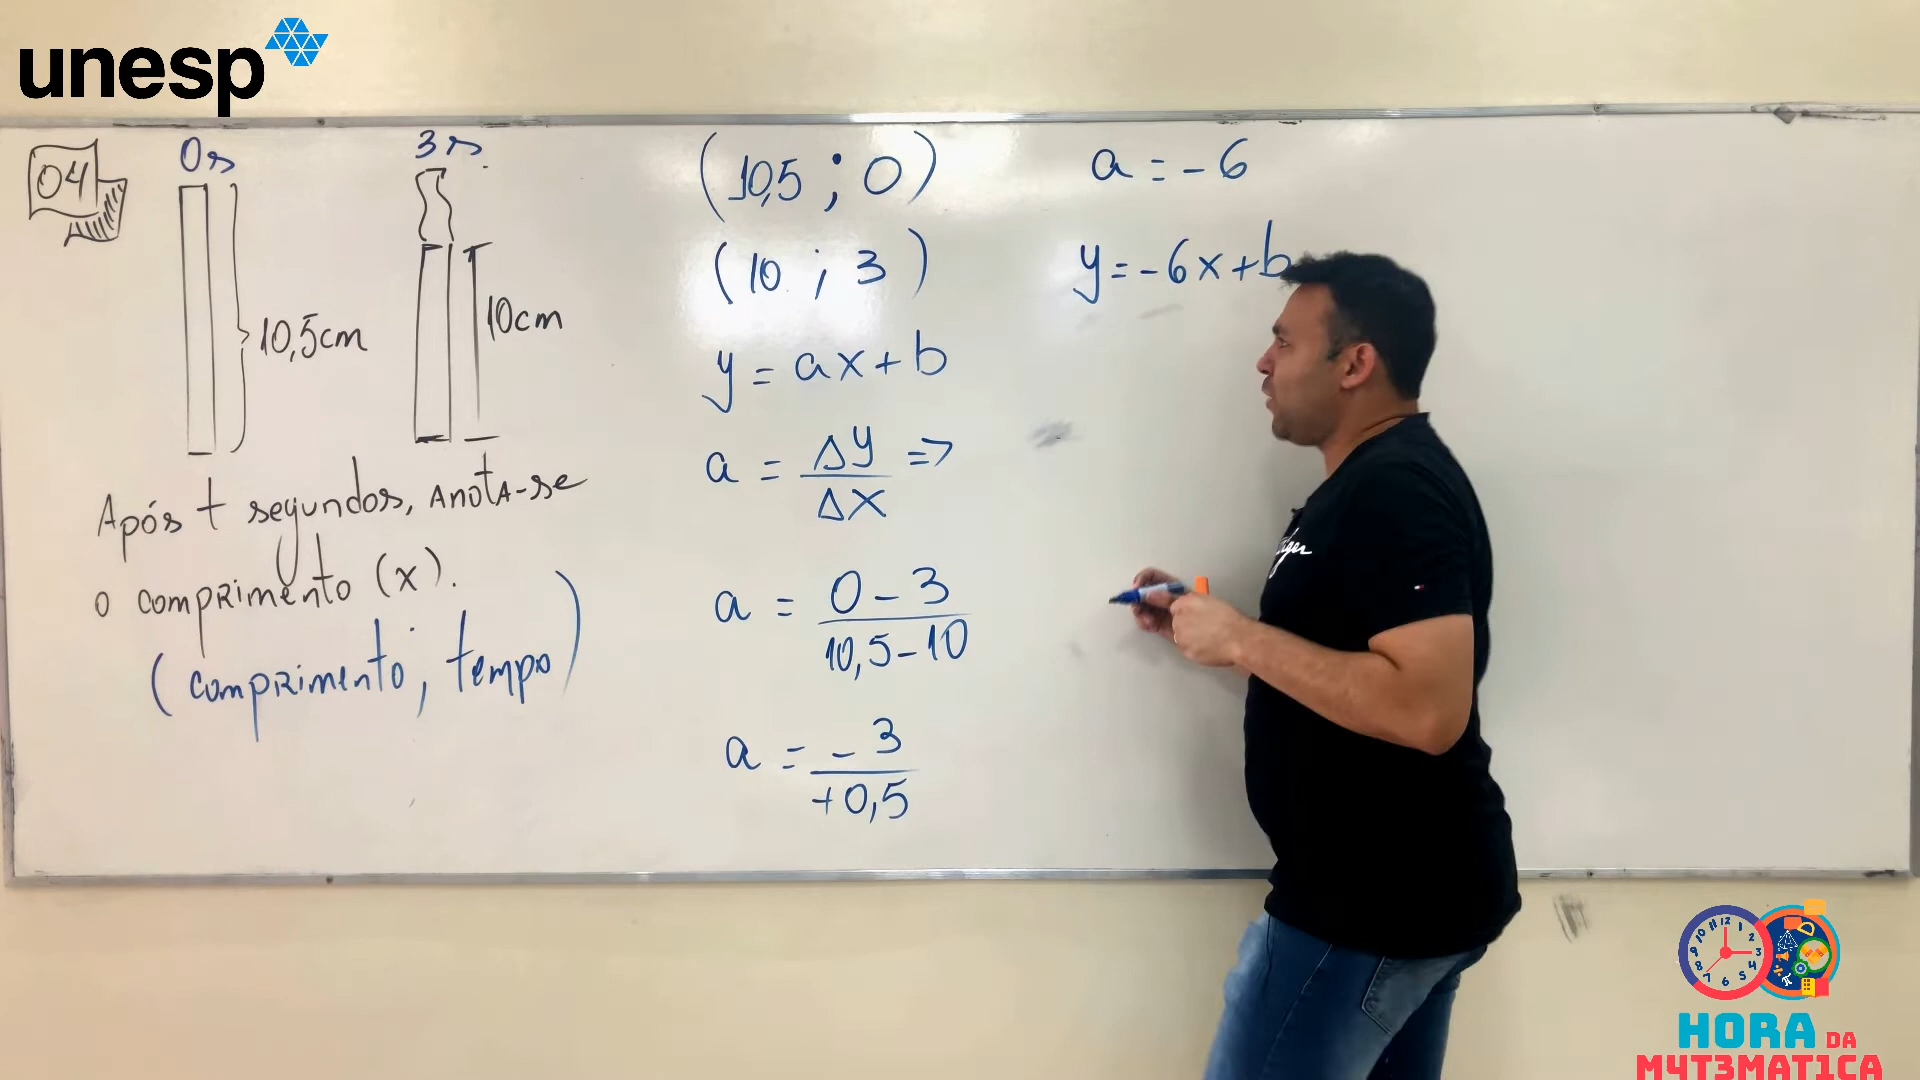 unesp
04
0s
3s
10,5cm
10cm
Após t segundos, anota-se
o comprimento (x).
(comprimento; tempo)
(10,5 ; 0)
(10 ; 3)
y = ax + b
a = Δy/Δx =>
a = 0 - 3 / 10,5 - 10
a = - 3 / + 0,5
a = - 6
y = - 6x + b
HORA DA
M4T3MAT1CA